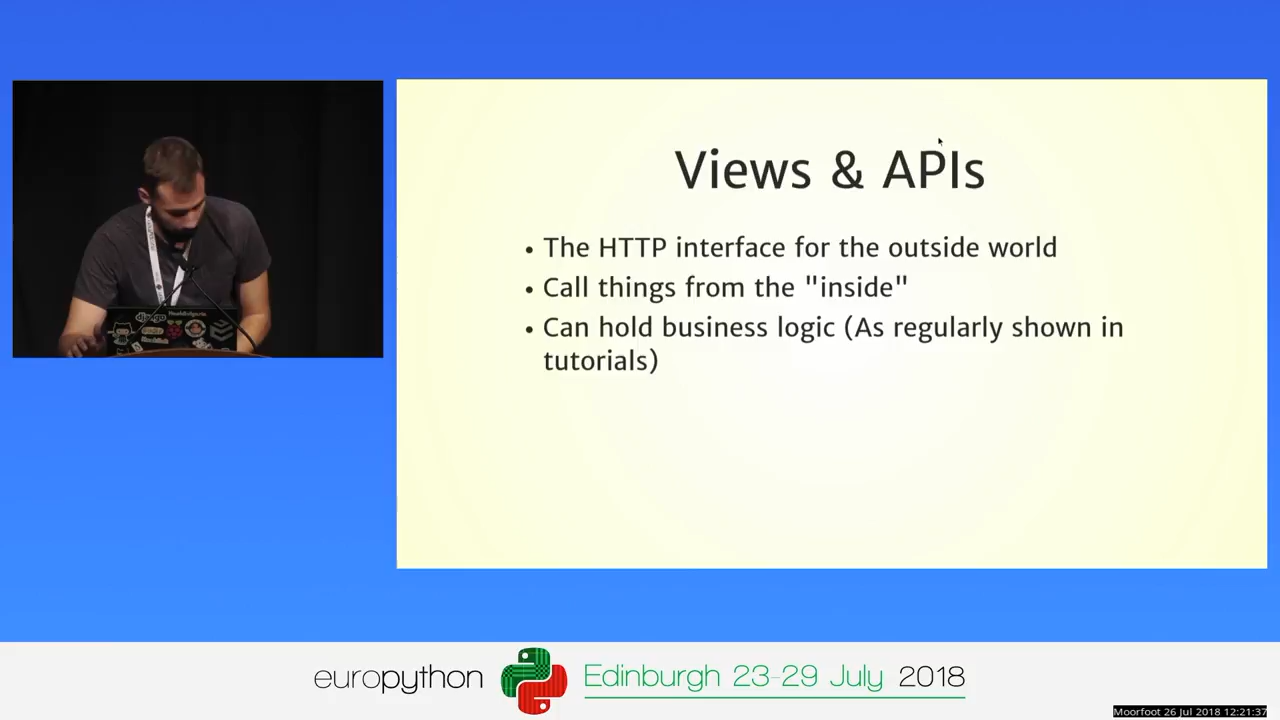 Views & APIs
• The HTTP interface for the outside world
• Call things from the "inside"
• Can hold business logic (As regularly shown in
tutorials)
django
europython Edinburgh 23-29 July 2018
Moorfoot 26 Jul 2018 12:21:37